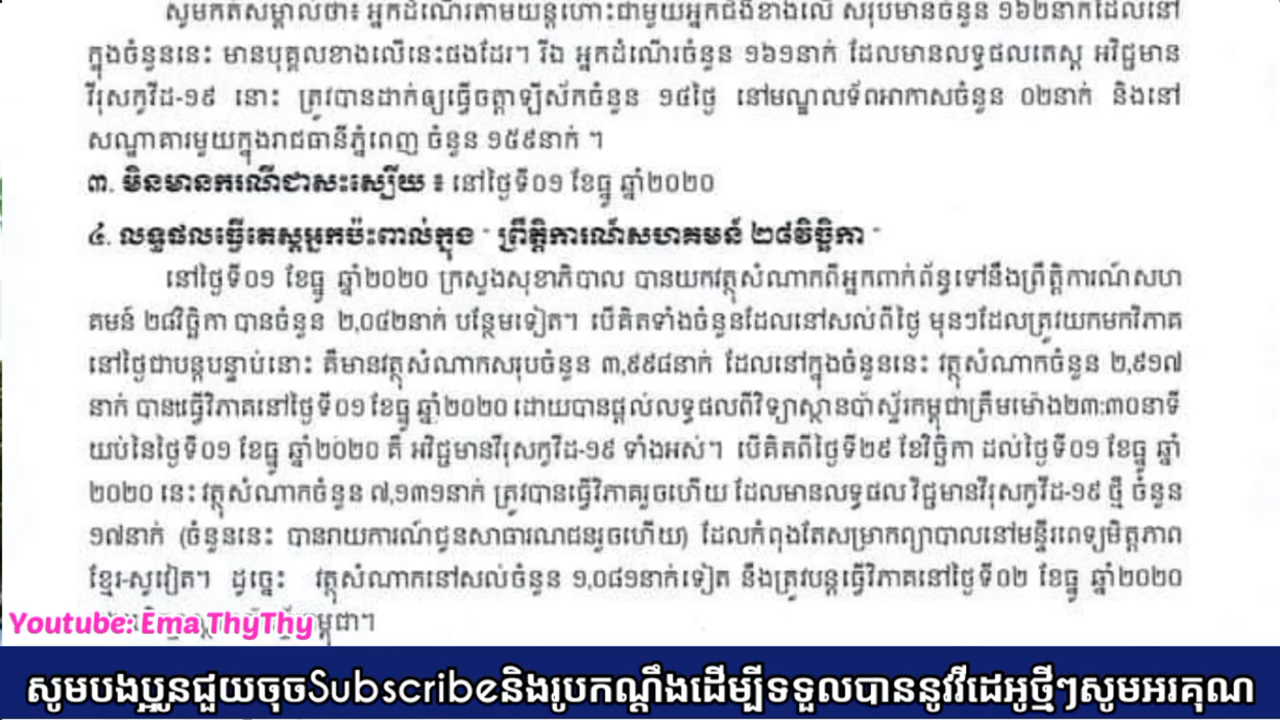 សូមកត់សម្គាល់ថា៖ អ្នកដំណើរតាមយន្តហោះជាមួយអ្នកជំងឺខាងលើ សរុបមានចំនួន ១៦២នាក់ដែលនៅ
ក្នុងចំនួននេះ មានបុគ្គលខាងលើនេះផងដែរ។ រីឯ អ្នកដំណើរចំនួន ១៦១នាក់ ដែលមានលទ្ធផលតេស្ត អវិជ្ជមាន
វីរុសកូវីដ-១៩ នោះ ត្រូវបានដាក់ឲ្យធ្វើចត្តាឡីស័កចំនួន ១៤ថ្ងៃ នៅមណ្ឌលទ័ពអាកាសចំនួន ០២នាក់ និងនៅ
សណ្ឋាគារមួយក្នុងរាជធានីភ្នំពេញ ចំនួន ១៥៩នាក់ ។
៣. មិនមានករណីជាសះស្បើយ ៖ នៅថ្ងៃទី០១ ខែធ្នូ ឆ្នាំ២០២០
៤. លទ្ធផលធ្វើតេស្តអ្នកប៉ះពាល់ក្នុង " ព្រឹត្តិការណ៍សហគមន៍ ២៨វិច្ឆិកា "
នៅថ្ងៃទី០១ ខែធ្នូ ឆ្នាំ២០២០ ក្រសួងសុខាភិបាល បានយកវត្ថុសំណាកពីអ្នកពាក់ព័ន្ធទៅនឹងព្រឹត្តិការណ៍សហ
គមន៍ ២៨វិច្ឆិកា បានចំនួន ២,០៤២នាក់ បន្ថែមទៀត។ បើគិតទាំងចំនួនដែលនៅសល់ពីថ្ងៃ មុនៗដែលត្រូវយកមកវិភាគ
នៅថ្ងៃជាបន្តបន្ទាប់នោះ គឺមានវត្ថុសំណាកសរុបចំនួន ៣,៩៩៨នាក់ ដែលនៅក្នុងចំនួននេះ វត្ថុសំណាកចំនួន ២,៩១៧
នាក់ បានធ្វើវិភាគនៅថ្ងៃទី០១ ខែធ្នូ ឆ្នាំ២០២០ ដោយបានផ្តល់លទ្ធផលពីវិទ្យាស្ថានប៉ាស្ទ័រកម្ពុជាត្រឹមម៉ោង២៣:៣០នាទី
យប់នៃថ្ងៃទី០១ ខែធ្នូ ឆ្នាំ២០២០ គឺ អវិជ្ជមានវីរុសកូវីដ-១៩ ទាំងអស់។ បើគិតពីថ្ងៃទី២៩ ខែវិច្ឆិកា ដល់ថ្ងៃទី០១ ខែធ្នូ ឆ្នាំ
២០២០ នេះ វត្ថុសំណាកចំនួន ៧,១៣១នាក់ ត្រូវបានធ្វើវិភាគរួចហើយ ដែលមានលទ្ធផល វិជ្ជមានវីរុសកូវីដ-១៩ ថ្មី ចំនួន
១៧នាក់ (ចំនួននេះ បានរាយការណ៍ជូនសាធារណជនរួចហើយ) ដែលកំពុងតែសម្រាកព្យាបាលនៅមន្ទីរពេទ្យមិត្តភាព
ខ្មែរ-សូវៀត។ ដូច្នេះ វត្ថុសំណាកនៅសល់ចំនួន ១,០៨១នាក់ទៀត នឹងត្រូវបន្តធ្វើវិភាគនៅថ្ងៃទី០២ ខែធ្នូ ឆ្នាំ២០២០
Youtube: Ema ThyThy
សូមបងប្អូនជួយចុចSubscribeនិងរូបកណ្ដឹងដើម្បីទទួលបាននូវវីដេអូថ្មីៗសូមអរគុណ